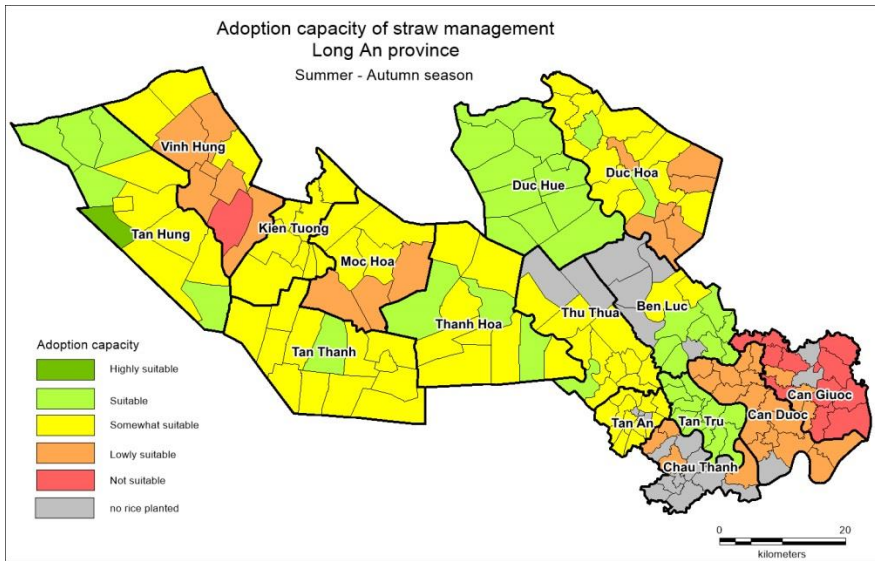 Adoption capacity of straw management
Long An province
Summer - Autumn season
Vinh Hung
Duc Hue
Duc Hoa
Tan Hung
Kien Tuong
Moc Hoa
Ben Luc
Thu Thua
Thanh Hoa
Tan Thanh
Can Giuoc
Tan An
Tan Tru
Can Duoc
Chau Thanh
Adoption capacity
Highly suitable
Suitable
Somewhat suitable
Lowly suitable
Not suitable
no rice planted
0 20
kilometers